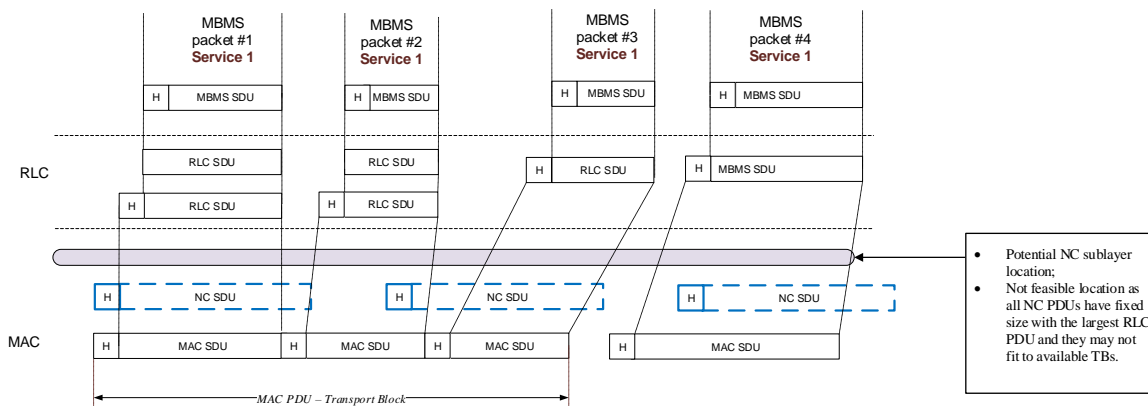 MBMS
packet #1
Service 1
MBMS
packet #2
Service 1
MBMS
packet #3
Service 1
MBMS
packet #4
Service 1
H MBMS SDU
H MBMS SDU
H MBMS SDU
H MBMS SDU
RLC
RLC SDU
RLC SDU
H RLC SDU
H MBMS SDU
H RLC SDU
H RLC SDU
H NC SDU
H NC SDU
H NC SDU
MAC
H MAC SDU
H MAC SDU
H MAC SDU
H MAC SDU
MAC PDU – Transport Block
• Potential NC sublayer
location;
• Not feasible location as
all NC PDUs have fixed
size with the largest RLC
PDU and they may not
fit to available TBs.